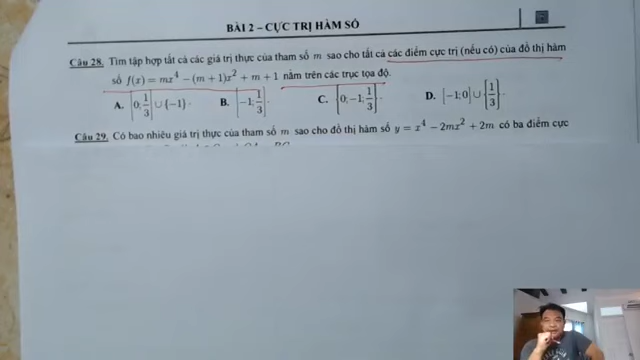 BÀI 2 – CỰC TRỊ HÀM SỐ
Câu 28. Tìm tập hợp tất cả các giá trị thực của tham số m sao cho tất cả các điểm cực trị (nếu có) của đồ thị hàm
số f(x) = mx⁴ − (m + 1)x² + m + 1 nằm trên các trục tọa độ.
A. [0; 1/3] ∪ {−1}. B. [−1; 1/3]. C. {0; −1; 1/3}. D. [−1; 0] ∪ {1/3}.
Câu 29. Có bao nhiêu giá trị thực của tham số m sao cho đồ thị hàm số y = x⁴ − 2mx² + 2m có ba điểm cực